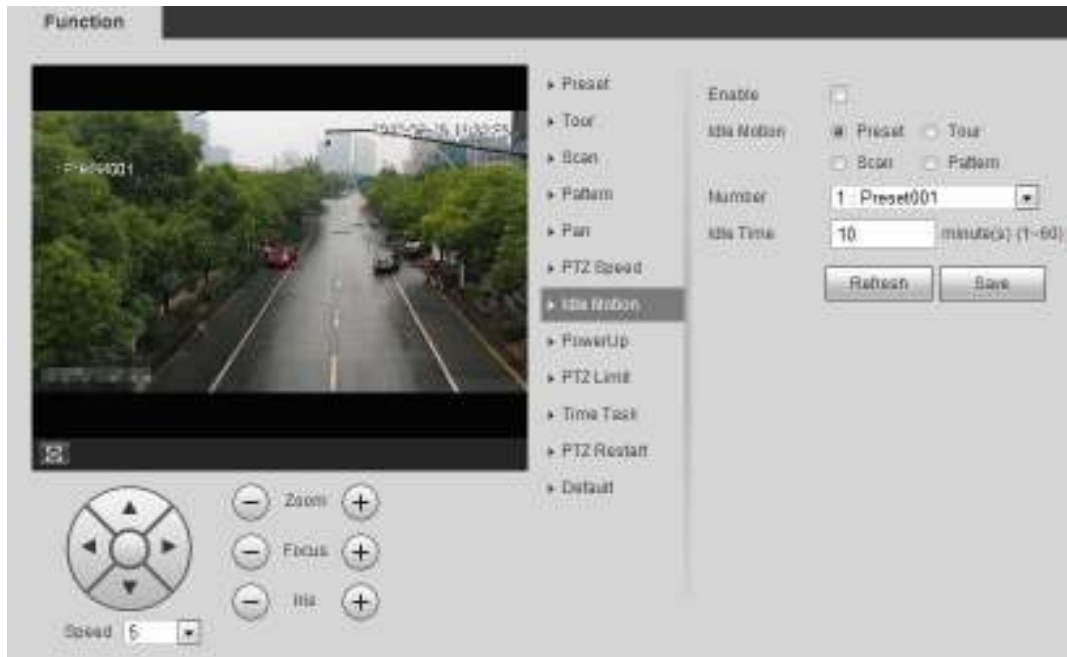 Function
Preset
Tour
Scan
Pattern
Pan
PTZ Speed
Idle Motion
PowerUp
PTZ Limit
Time Task
PTZ Restart
Default
Enable
Idle Motion
Preset
Tour
Scan
Pattern
Number
1 : Preset001
Idle Time
10
minute(s) (1~60)
Refresh
Save
: Preset001
Zoom
Focus
Iris
Speed
5